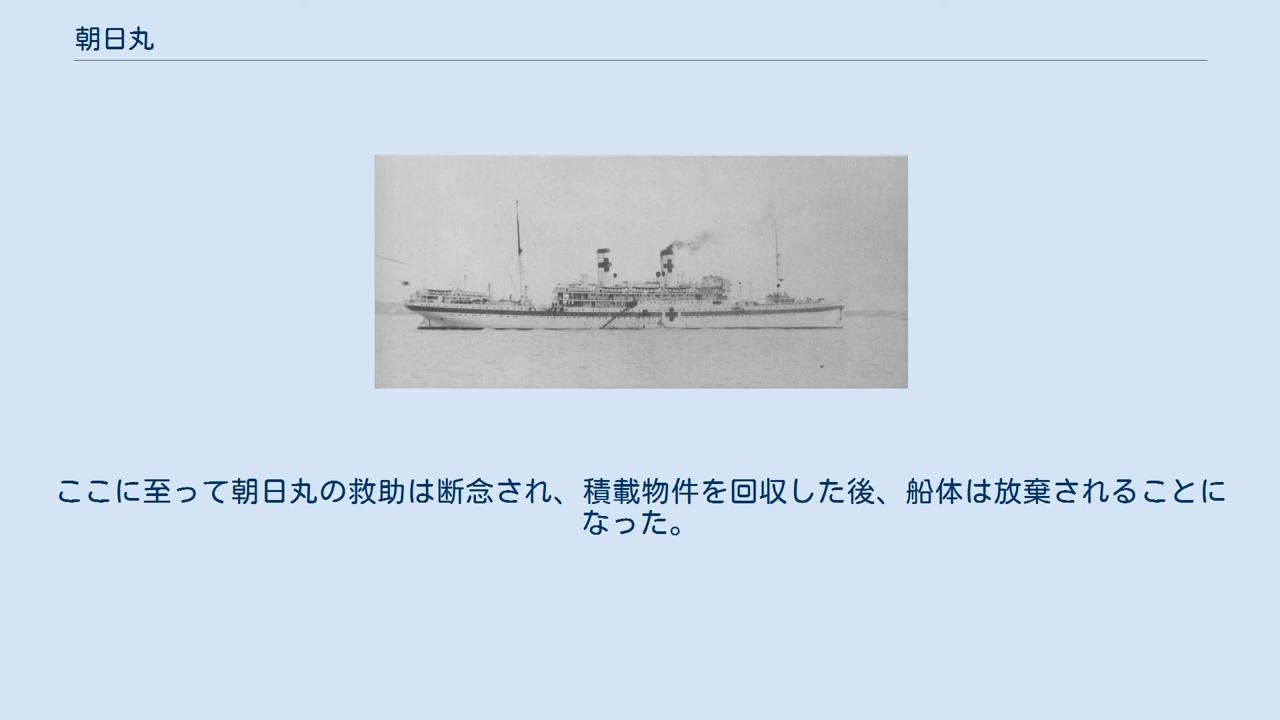 朝日丸
ここに至って朝日丸の救助は断念され、積載物件を回収した後、船体は放棄されることに
なった。